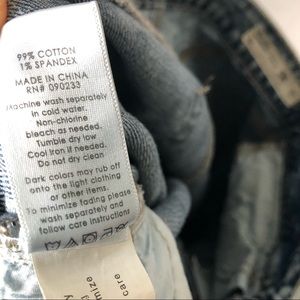 99% COTTON
1% SPANDEX
MADE IN CHINA
RN# 090233
Machine wash separately
in cold water.
Non-chlorine
bleach as needed.
Tumble dry low
Cool Iron if needed.
Do not dry clean
Dark colors may rub off
onto the light clothing
or other items.
To minimize fading please
wash separately and
follow care instructions
care
mize